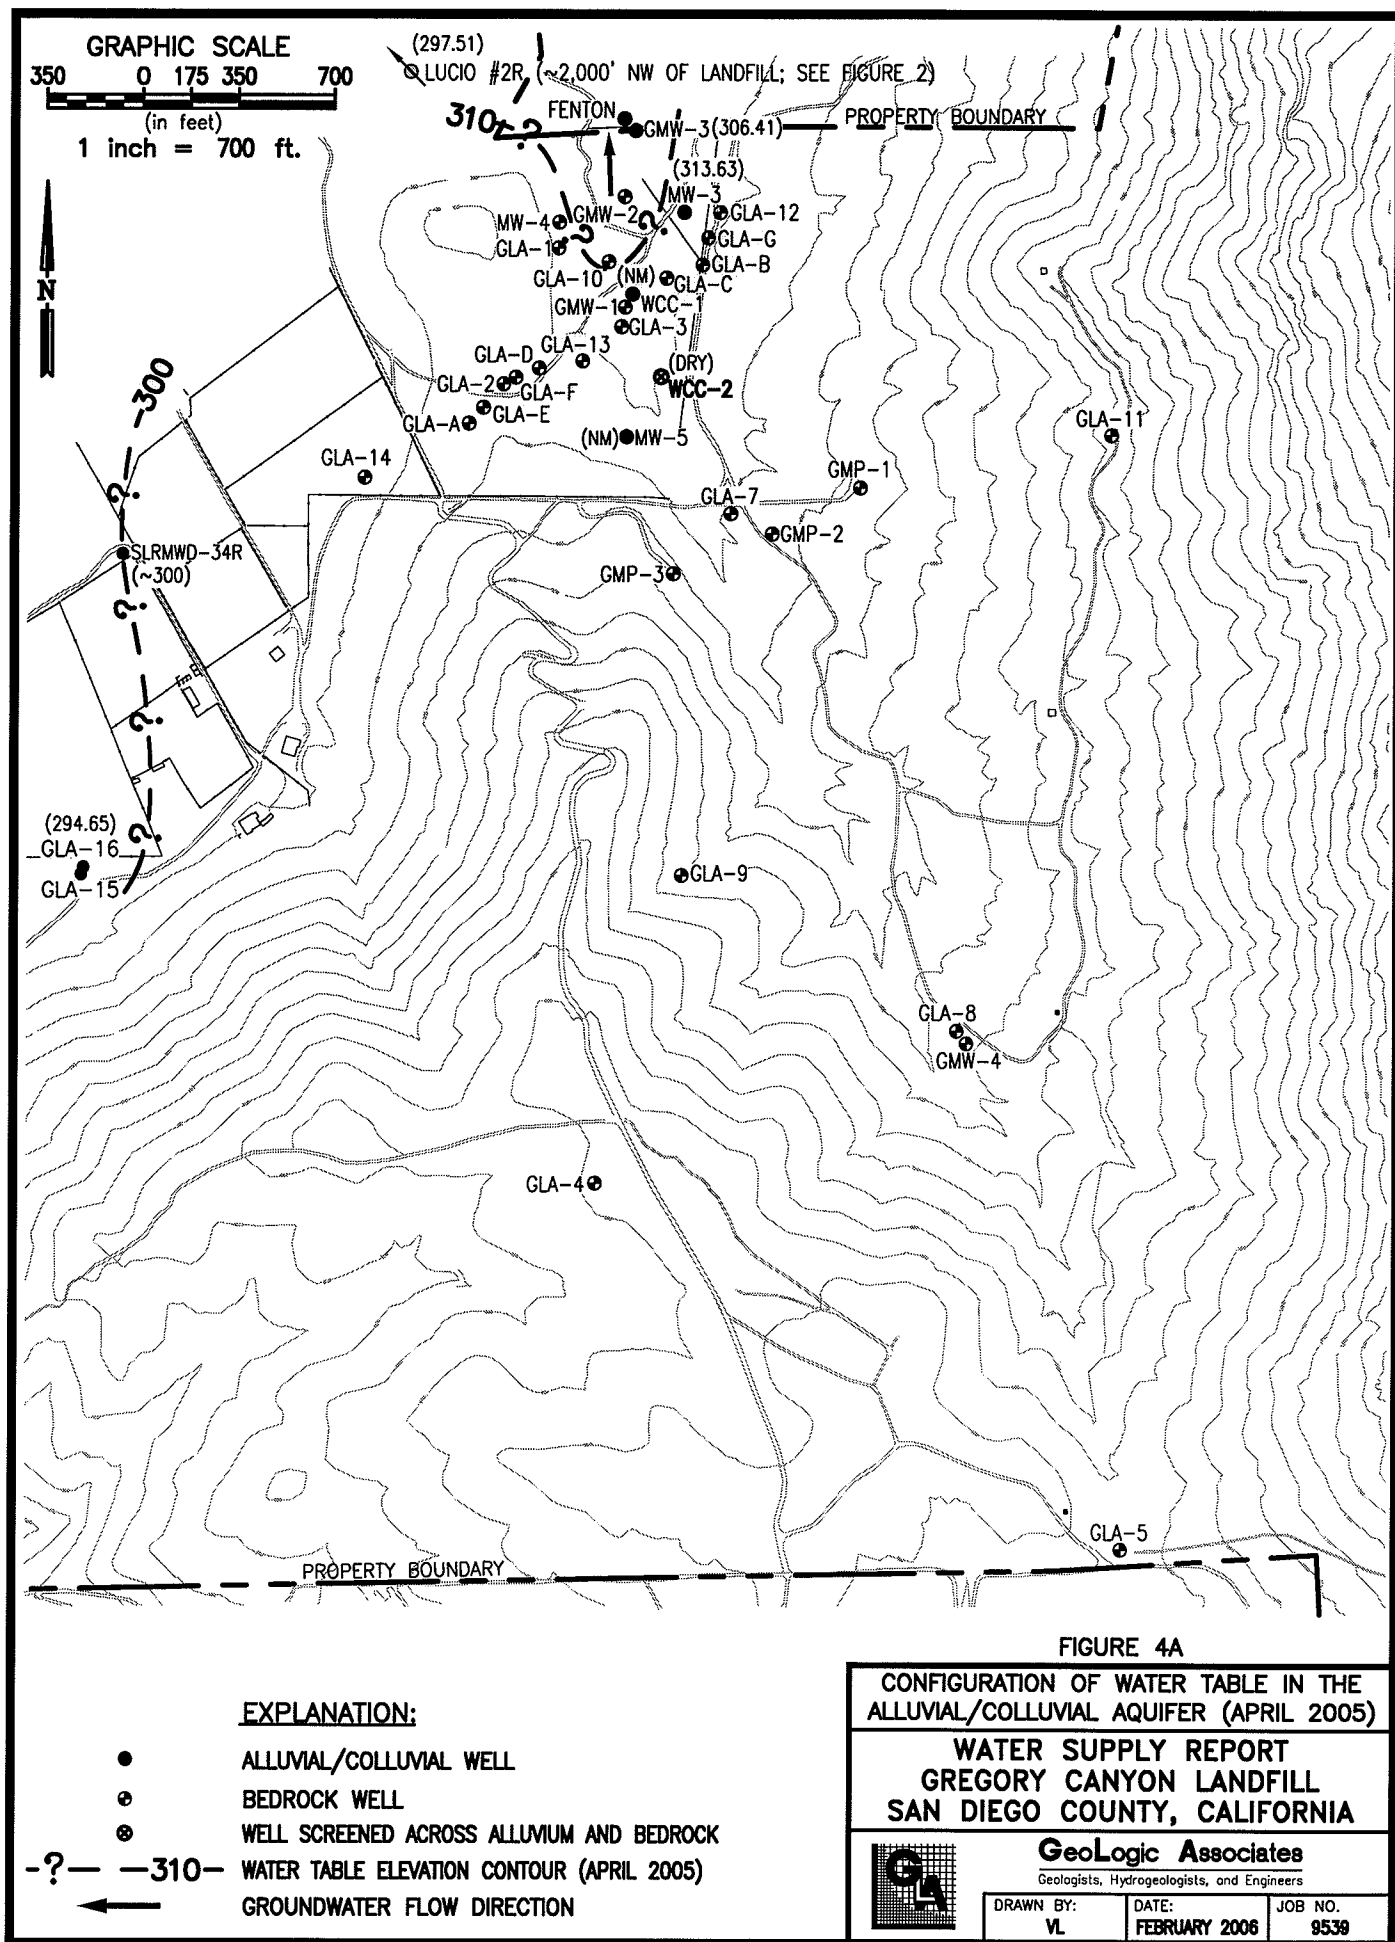 GRAPHIC SCALE
350 0 175 350 700
(in feet)
1 inch = 700 ft.
N
(297.51)
LUCIO #2R (~2,000' NW OF LANDFILL; SEE FIGURE 2)
310
?
FENTON
GMW-3(306.41)
PROPERTY BOUNDARY
(313.63)
MW-3
GMW-2
?
GLA-12
MW-4
?
GLA-G
GLA-1
GLA-B
GLA-10
(NM)
GLA-C
GMW-1
WCC-1
GLA-3
GLA-13
GLA-D
(DRY)
WCC-2
GLA-2
GLA-F
GLA-E
GLA-A
(NM)
MW-5
300
GLA-11
GLA-14
GMP-1
GLA-7
?
GMP-2
SLRMWD-34R
(~300)
GMP-3
?
?
(294.65)
?
GLA-16
GLA-15
GLA-9
GLA-8
GMW-4
GLA-4
GLA-5
PROPERTY BOUNDARY
FIGURE 4A
CONFIGURATION OF WATER TABLE IN THE
ALLUVIAL/COLLUVIAL AQUIFER (APRIL 2005)
WATER SUPPLY REPORT
GREGORY CANYON LANDFILL
SAN DIEGO COUNTY, CALIFORNIA
GLA
GeoLogic Associates
Geologists, Hydrogeologists, and Engineers
DRAWN BY:
VL
DATE:
FEBRUARY 2006
JOB NO.
9539
EXPLANATION:
ALLUVIAL/COLLUVIAL WELL
BEDROCK WELL
WELL SCREENED ACROSS ALLUVIUM AND BEDROCK
-?— —310— WATER TABLE ELEVATION CONTOUR (APRIL 2005)
GROUNDWATER FLOW DIRECTION